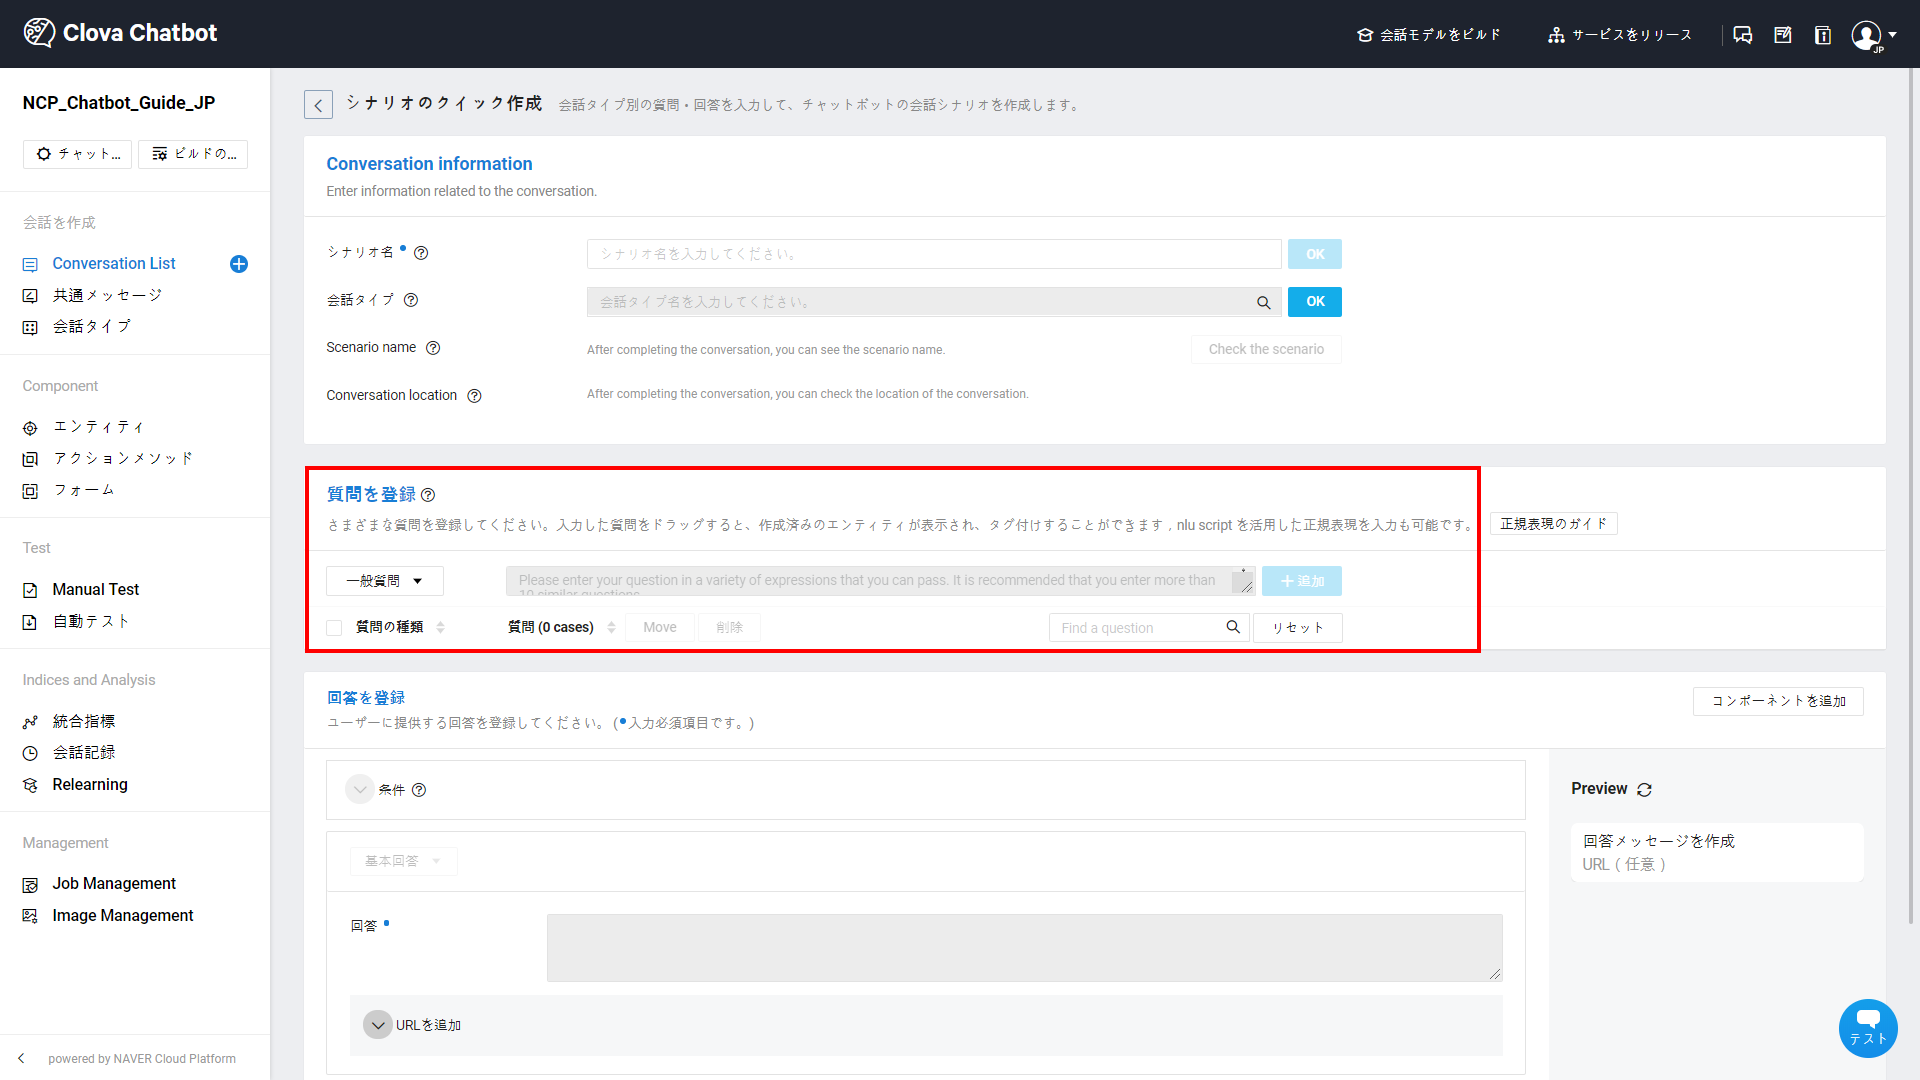 Clova Chatbot
会話モデルをビルド
サービスをリリース
JP
NCP_Chatbot_Guide_JP
チャット...
ビルドの...
会話を作成
Conversation List
共通メッセージ
会話タイプ
Component
エンティティ
アクションメソッド
フォーム
Test
Manual Test
自動テスト
Indices and Analysis
統合指標
会話記録
Relearning
Management
Job Management
Image Management
powered by NAVER Cloud Platform
シナリオのクイック作成
会話タイプ別の質問・回答を入力して、チャットボットの会話シナリオを作成します。
Conversation information
Enter information related to the conversation.
シナリオ名
シナリオ名を入力してください。
OK
会話タイプ
会話タイプ名を入力してください。
OK
Scenario name
After completing the conversation, you can see the scenario name.
Check the scenario
Conversation location
After completing the conversation, you can check the location of the conversation.
質問を登録
さまざまな質問を登録してください。入力した質問をドラッグすると、作成済みのエンティティが表示され、タグ付けすることができます , nlu script を活用した正規表現を入力も可能です。
正規表現のガイド
一般質問
Please enter your question in a variety of expressions that you can pass. It is recommended that you enter more than
10 similar questions
+ 追加
質問の種類
質問 (0 cases)
Move
削除
Find a question
リセット
回答を登録
ユーザーに提供する回答を登録してください。 (•入力必須項目です。)
コンポーネントを追加
条件
基本回答
回答
URLを追加
Preview
回答メッセージを作成
URL ( 任意 )
テスト